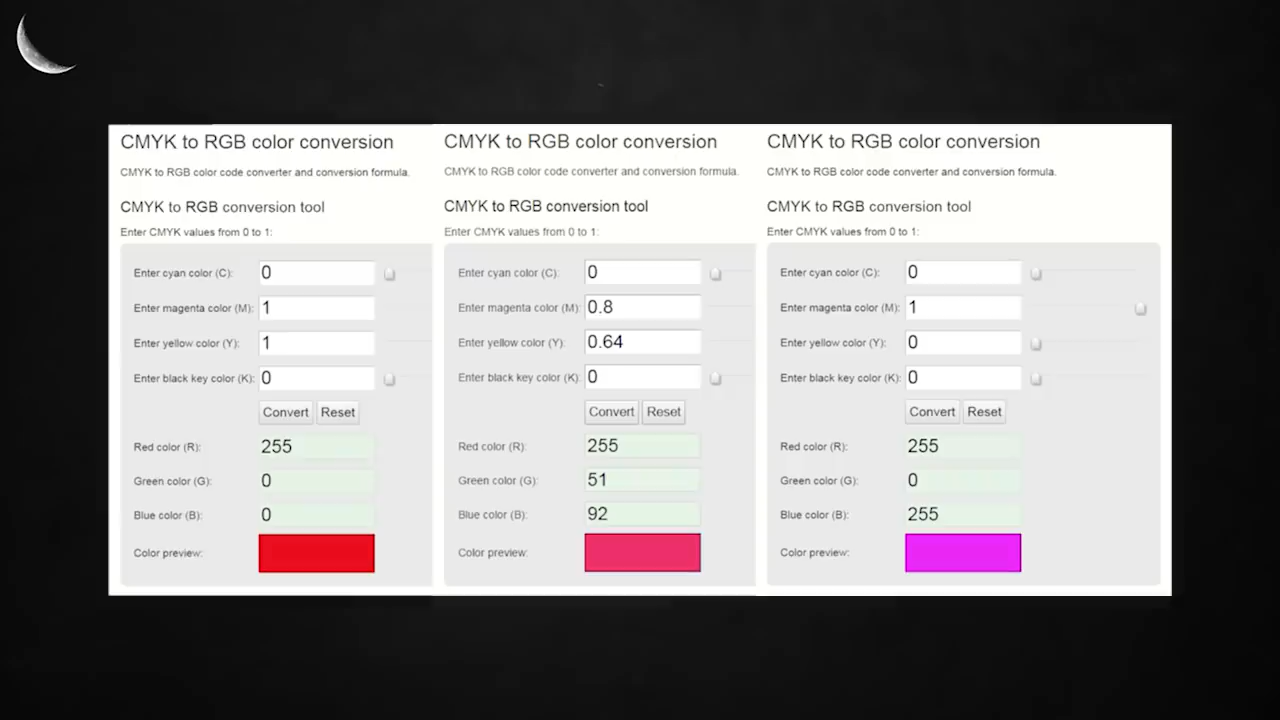 CMYK to RGB color conversion
CMYK to RGB color code converter and conversion formula.
CMYK to RGB conversion tool
Enter CMYK values from 0 to 1:
Enter cyan color (C): 0
Enter magenta color (M): 1
Enter yellow color (Y): 1
Enter black key color (K): 0
Convert Reset
Red color (R): 255
Green color (G): 0
Blue color (B): 0
Color preview:
CMYK to RGB color conversion
CMYK to RGB color code converter and conversion formula.
CMYK to RGB conversion tool
Enter CMYK values from 0 to 1:
Enter cyan color (C): 0
Enter magenta color (M): 0.8
Enter yellow color (Y): 0.64
Enter black key color (K): 0
Convert Reset
Red color (R): 255
Green color (G): 51
Blue color (B): 92
Color preview:
CMYK to RGB color conversion
CMYK to RGB color code converter and conversion formula.
CMYK to RGB conversion tool
Enter CMYK values from 0 to 1:
Enter cyan color (C): 0
Enter magenta color (M): 1
Enter yellow color (Y): 0
Enter black key color (K): 0
Convert Reset
Red color (R): 255
Green color (G): 0
Blue color (B): 255
Color preview: